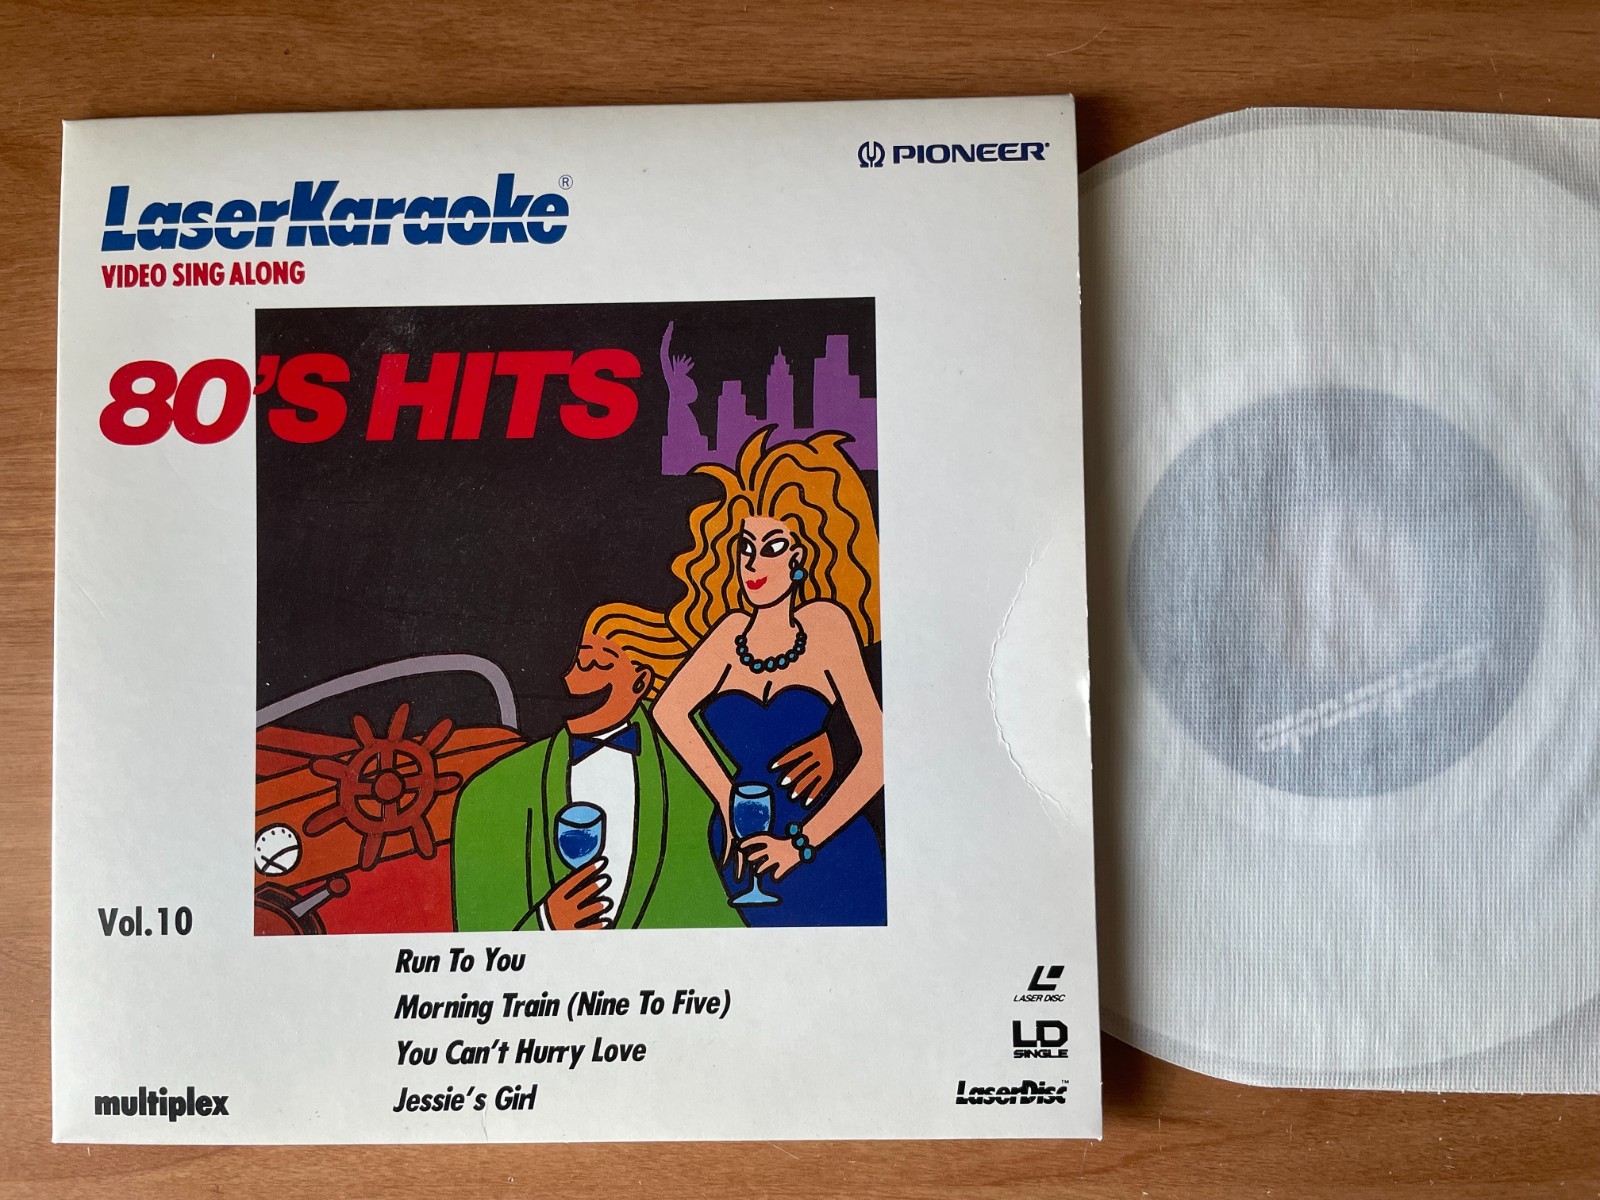 PIONEER
LaserKaraoke®
VIDEO SING ALONG
80'S HITS
Vol.10
Run To You
Morning Train (Nine To Five)
You Can't Hurry Love
Jessie's Girl
multiplex
LASER DISC
LD
SINGLE
LaserDisc™